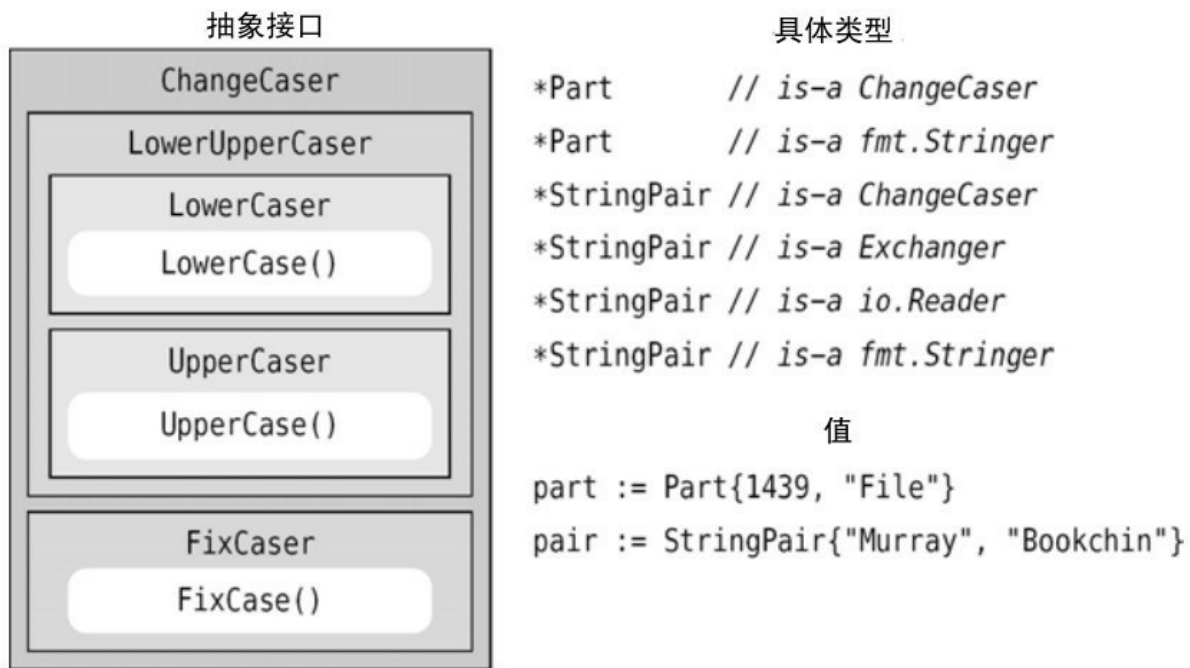 抽象接口
ChangeCaser
LowerUpperCaser
LowerCaser
LowerCase()
UpperCaser
UpperCase()
FixCaser
FixCase()
具体类型
*Part // is-a ChangeCaser
*Part // is-a fmt.Stringer
*StringPair // is-a ChangeCaser
*StringPair // is-a Exchanger
*StringPair // is-a io.Reader
*StringPair // is-a fmt.Stringer
值
part := Part{1439, "File"}
pair := StringPair{"Murray", "Bookchin"}